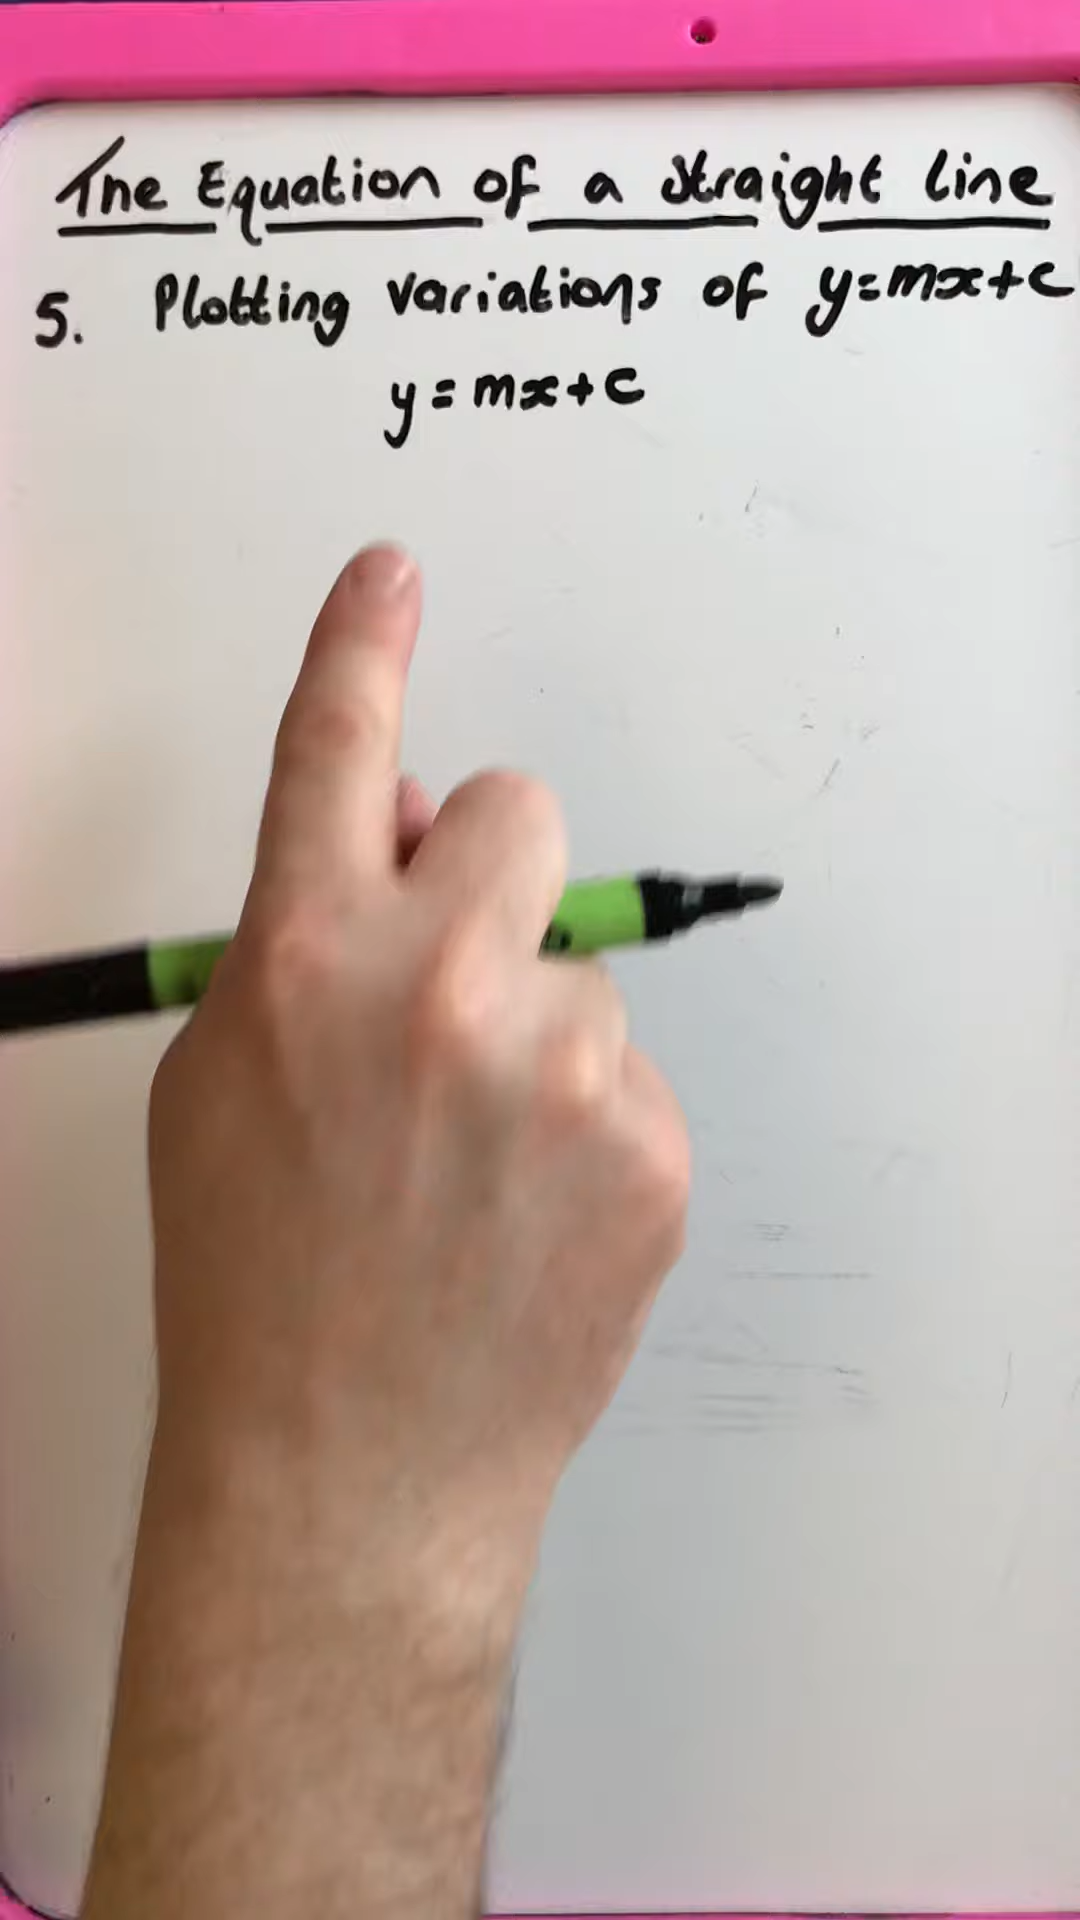 The Equation of a straight line
5. Plotting variations of y=mx+c
y=mx+c